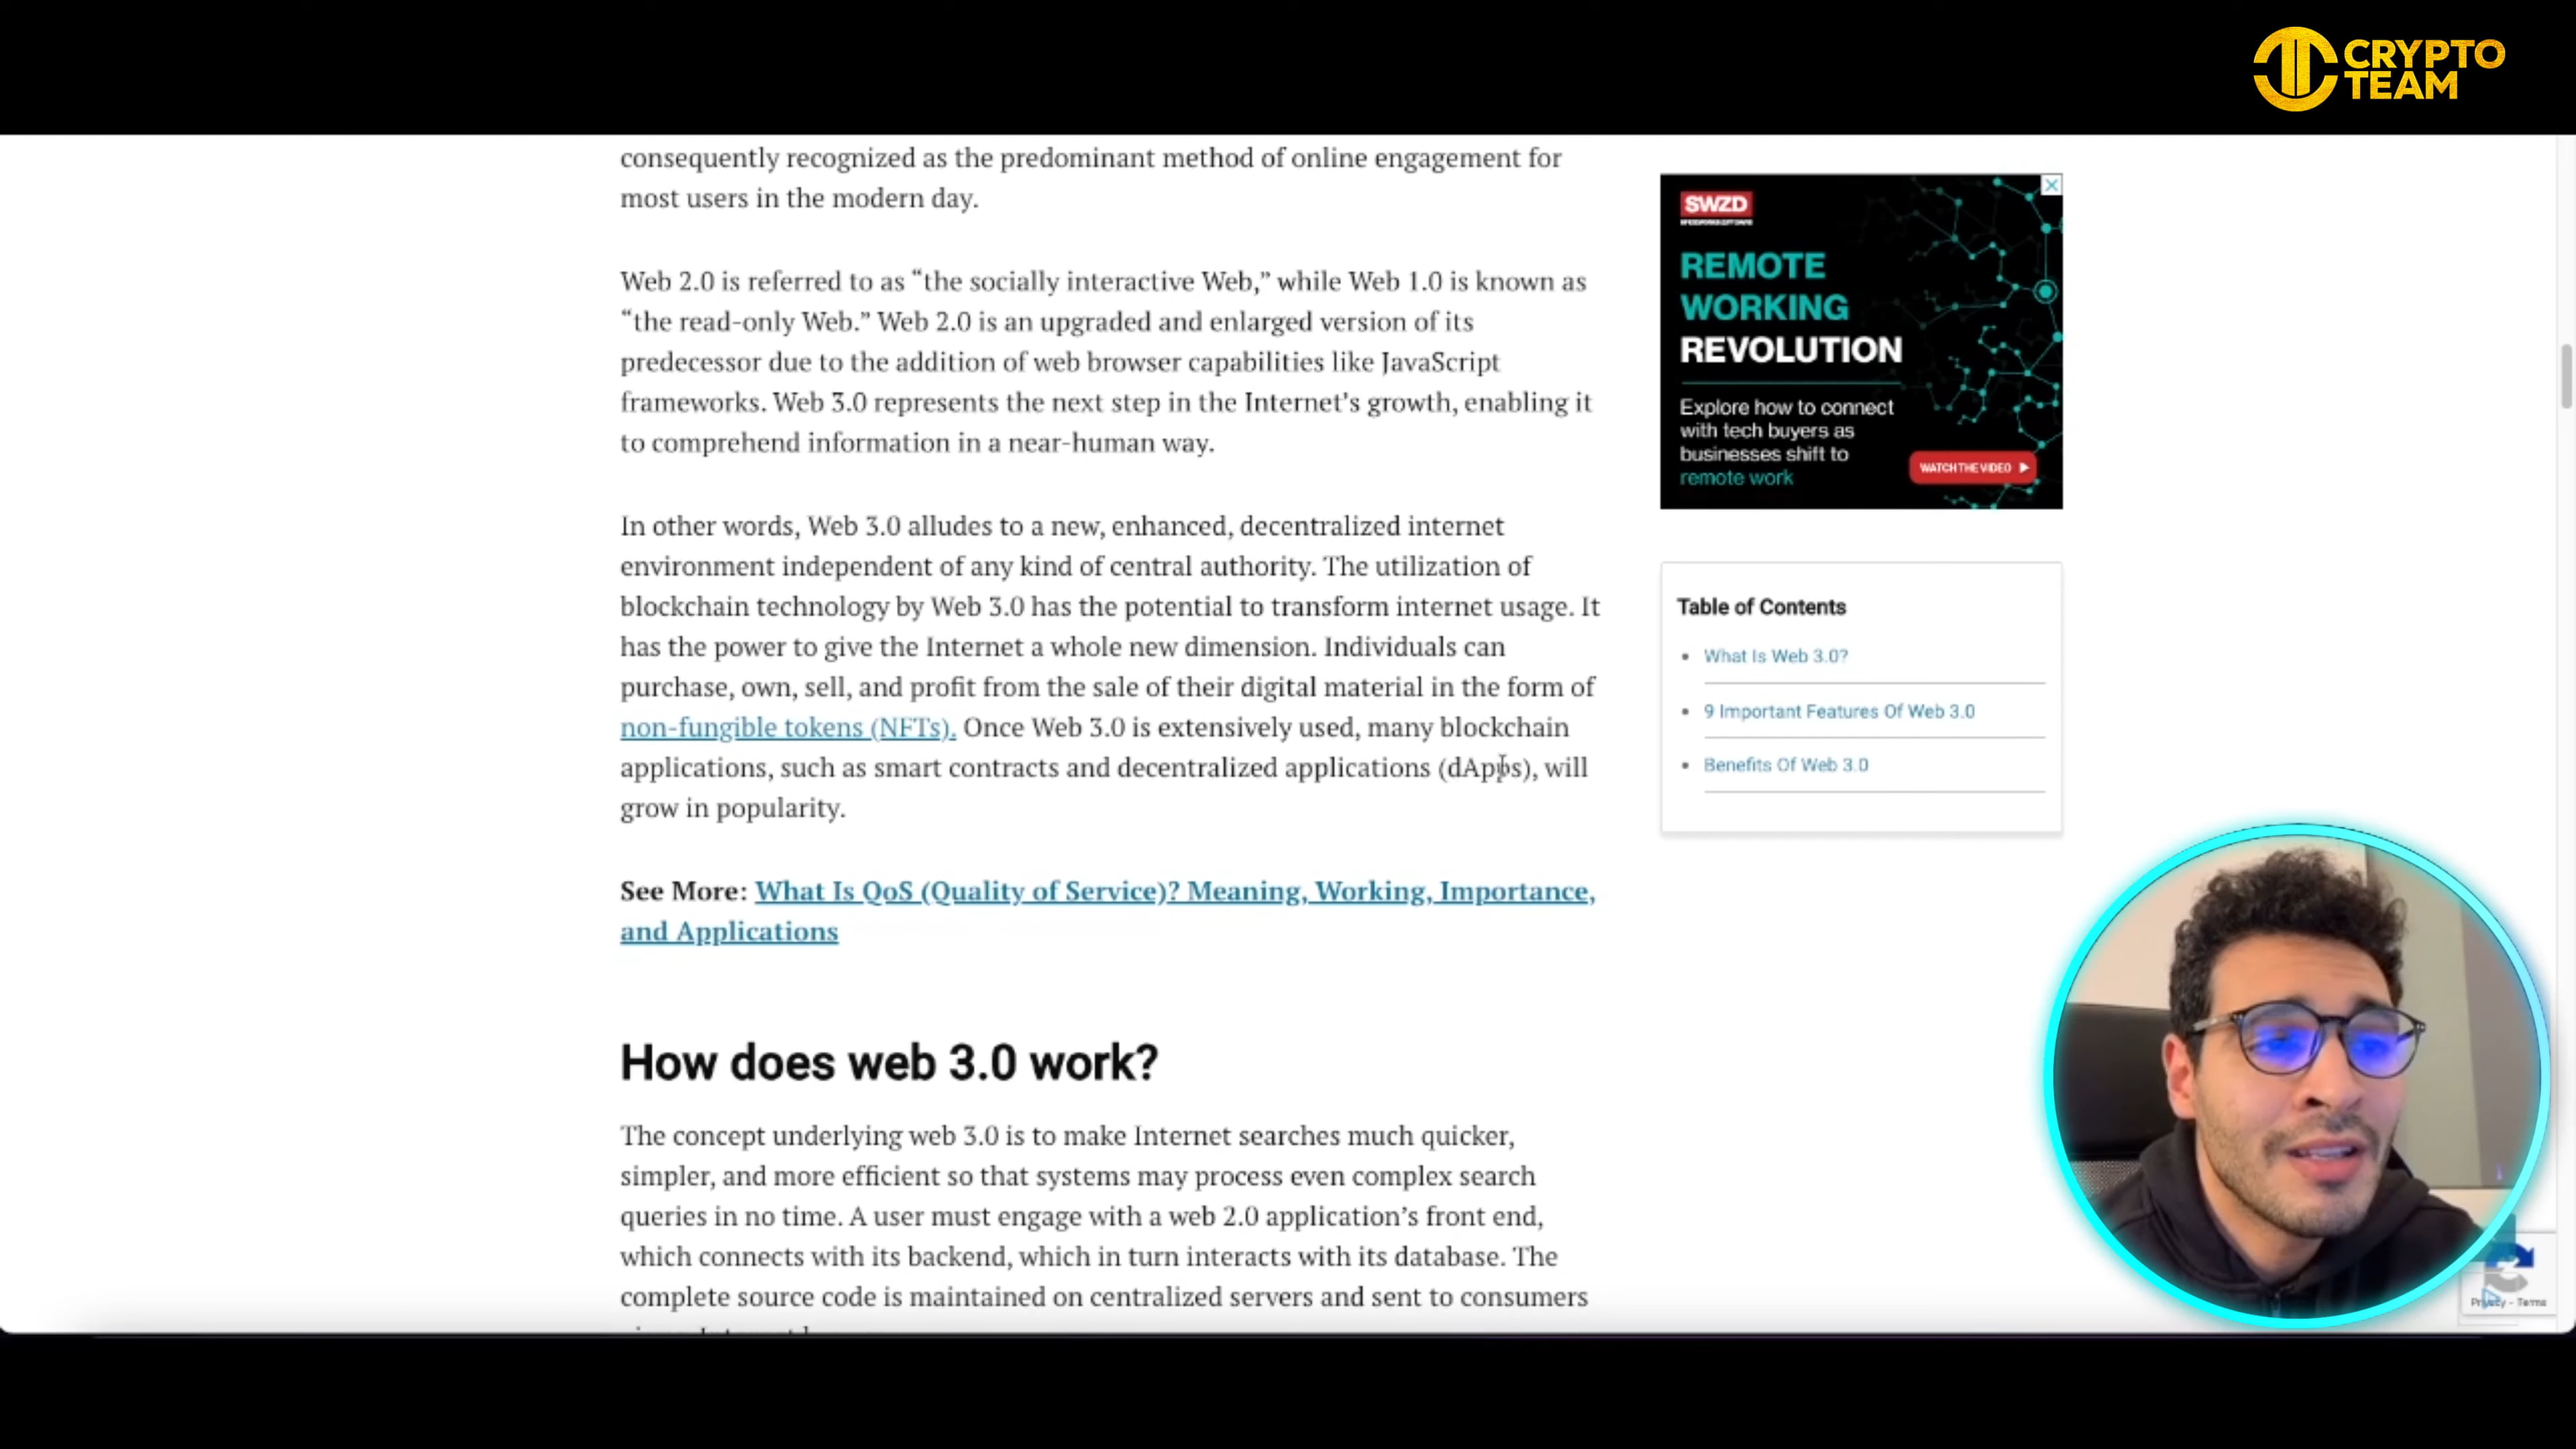 CRYPTO
TEAM
consequently recognized as the predominant method of online engagement for
most users in the modern day.
Web 2.0 is referred to as “the socially interactive Web,” while Web 1.0 is known as
“the read-only Web.” Web 2.0 is an upgraded and enlarged version of its
predecessor due to the addition of web browser capabilities like JavaScript
frameworks. Web 3.0 represents the next step in the Internet’s growth, enabling it
to comprehend information in a near-human way.
In other words, Web 3.0 alludes to a new, enhanced, decentralized internet
environment independent of any kind of central authority. The utilization of
blockchain technology by Web 3.0 has the potential to transform internet usage. It
has the power to give the Internet a whole new dimension. Individuals can
purchase, own, sell, and profit from the sale of their digital material in the form of
non-fungible tokens (NFTs). Once Web 3.0 is extensively used, many blockchain
applications, such as smart contracts and decentralized applications (dApps), will
grow in popularity.
See More: What Is QoS (Quality of Service)? Meaning, Working, Importance,
and Applications
How does web 3.0 work?
The concept underlying web 3.0 is to make Internet searches much quicker,
simpler, and more efficient so that systems may process even complex search
queries in no time. A user must engage with a web 2.0 application’s front end,
which connects with its backend, which in turn interacts with its database. The
complete source code is maintained on centralized servers and sent to consumers
SWZD
REMOTE
WORKING
REVOLUTION
Explore how to connect
with tech buyers as
businesses shift to
remote work
WATCH THE VIDEO
Table of Contents
What Is Web 3.0?
9 Important Features Of Web 3.0
Benefits Of Web 3.0
Privacy - Terms